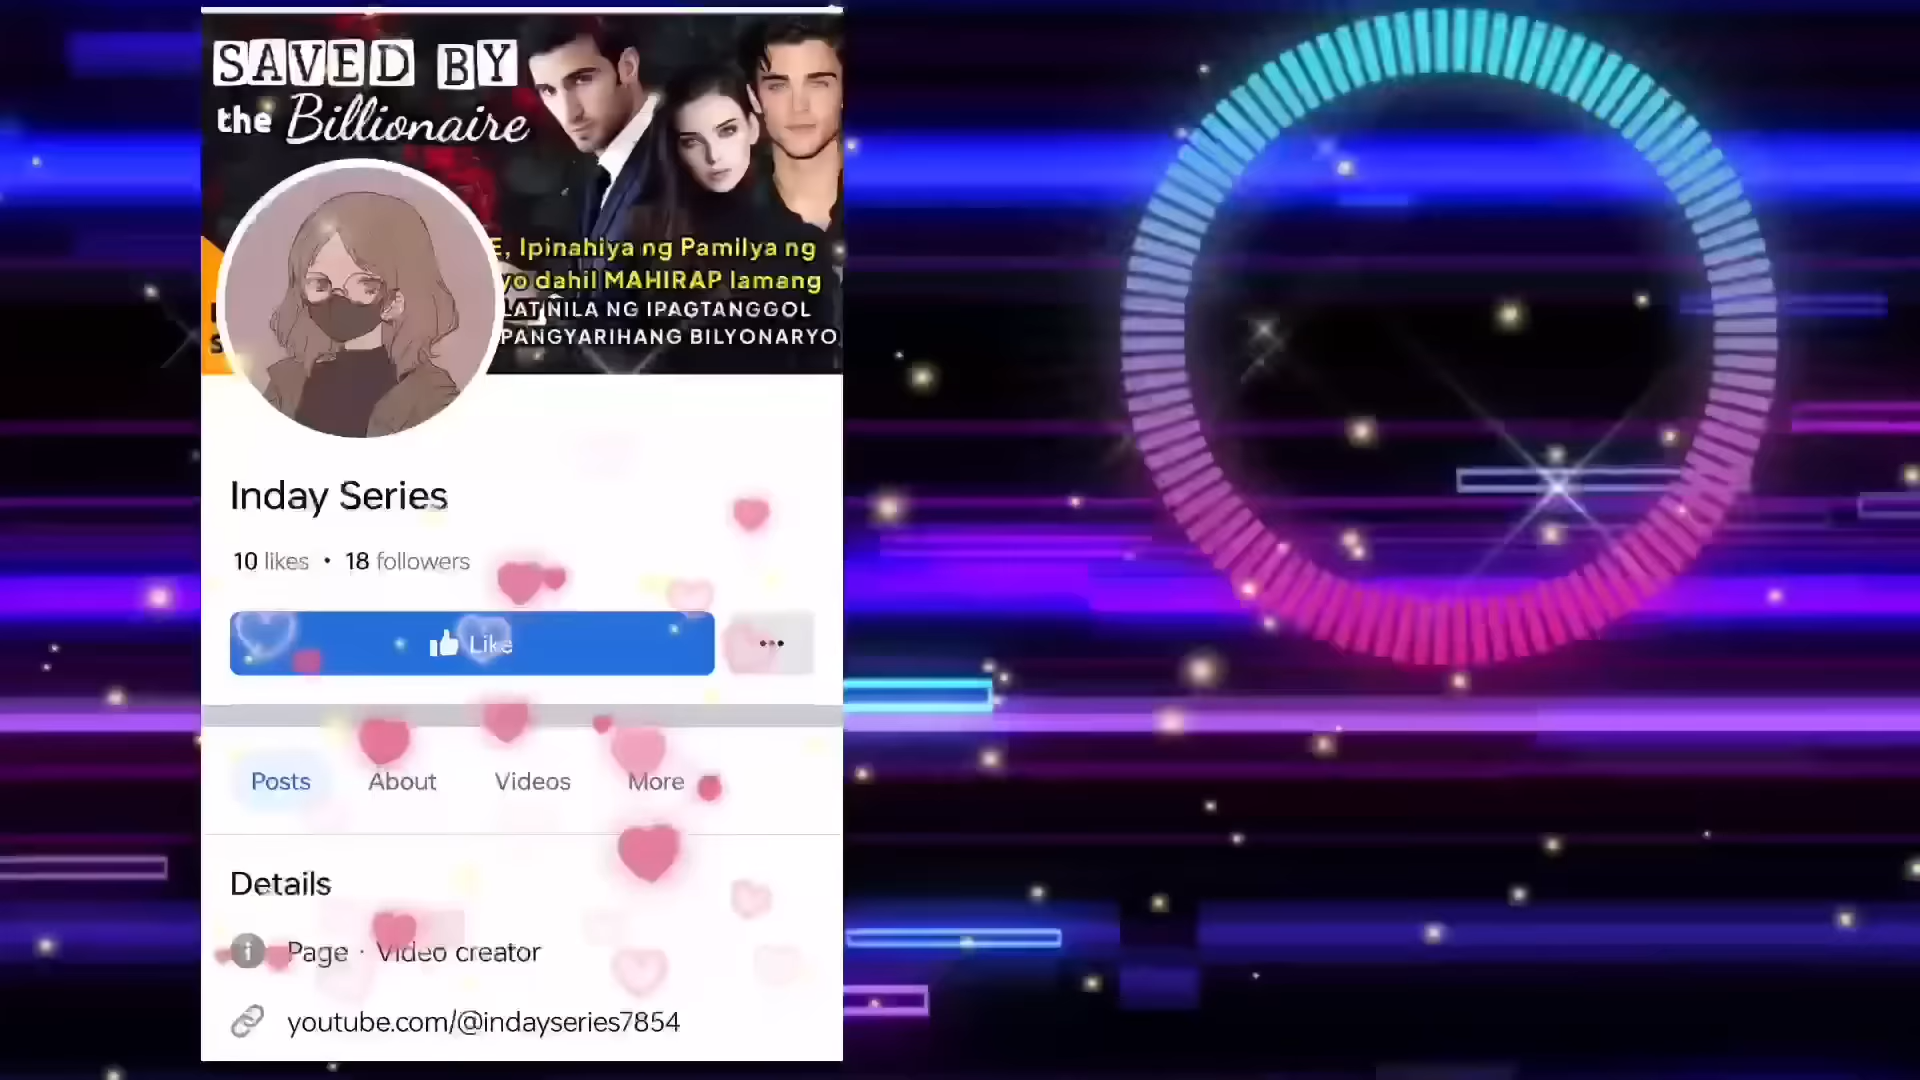 SAVED BY
the Billionaire
E, Ipinahiya ng Pamilya ng
yo dahil MAHIRAP lamang
NILA NG IPAGTANGGOL
PANGYARIHANG BILYONARYO
Inday Series
10 likes • 18 followers
Like
Posts About Videos More
Details
Page · Video creator
youtube.com/@indayseries7854